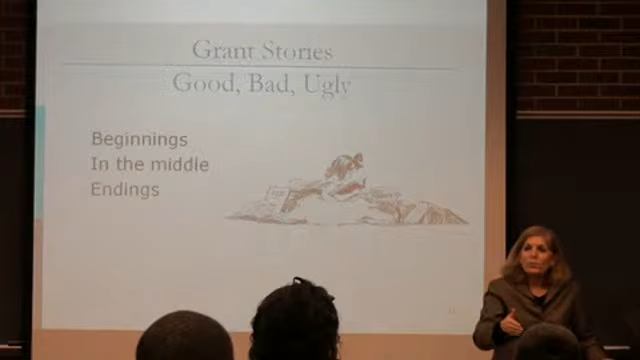 Grant Stories
Good, Bad, Ugly
Beginnings
In the middle
Endings